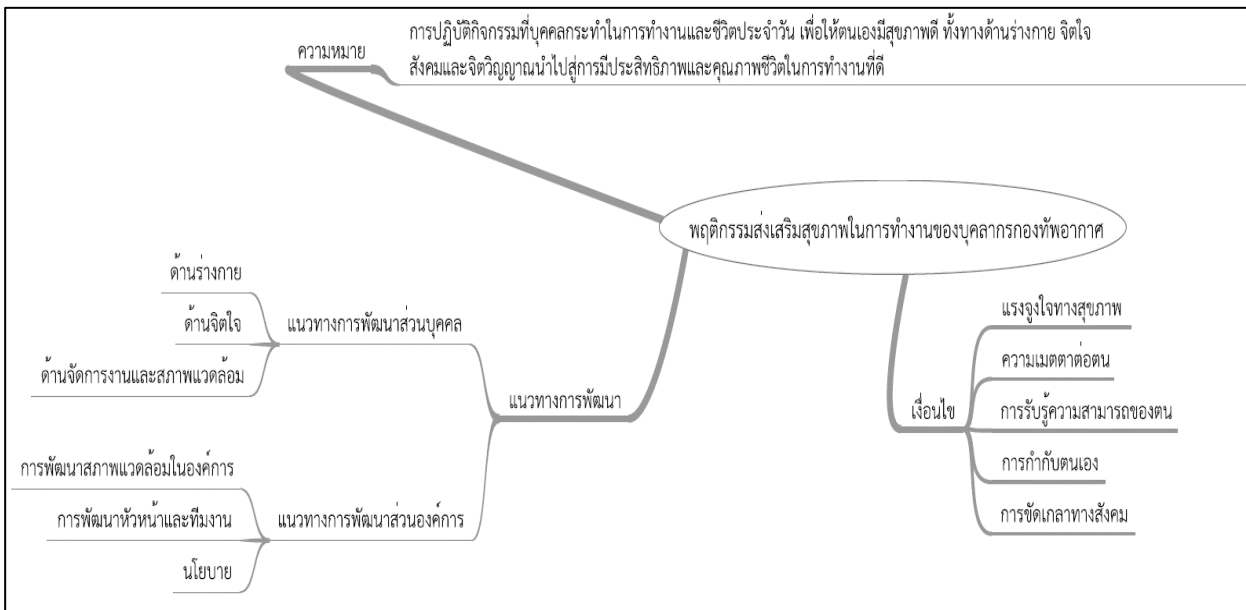 ความหมาย
การปฏิบัติกิจกรรมที่บุคคลกระทำในการทำงานและชีวิตประจำวัน เพื่อให้ตนเองมีสุขภาพดี ทั้งทางด้านร่างกาย จิตใจ
สังคมและจิตวิญญาณนำไปสู่การมีประสิทธิภาพและคุณภาพชีวิตในการทำงานที่ดี
พฤติกรรมส่งเสริมสุขภาพในการทำงานของบุคลากรกองทัพอากาศ
ด้านร่างกาย
ด้านจิตใจ
ด้านจัดการงานและสภาพแวดล้อม
แนวทางการพัฒนาส่วนบุคคล
แนวทางการพัฒนา
การพัฒนาสภาพแวดล้อมในองค์การ
การพัฒนาหัวหน้าและทีมงาน
นโยบาย
แนวทางการพัฒนาส่วนองค์การ
เงื่อนไข
แรงจูงใจทางสุขภาพ
ความเมตตาต่อตน
การรับรู้ความสามารถของตน
การกำกับตนเอง
การขัดเกลาทางสังคม